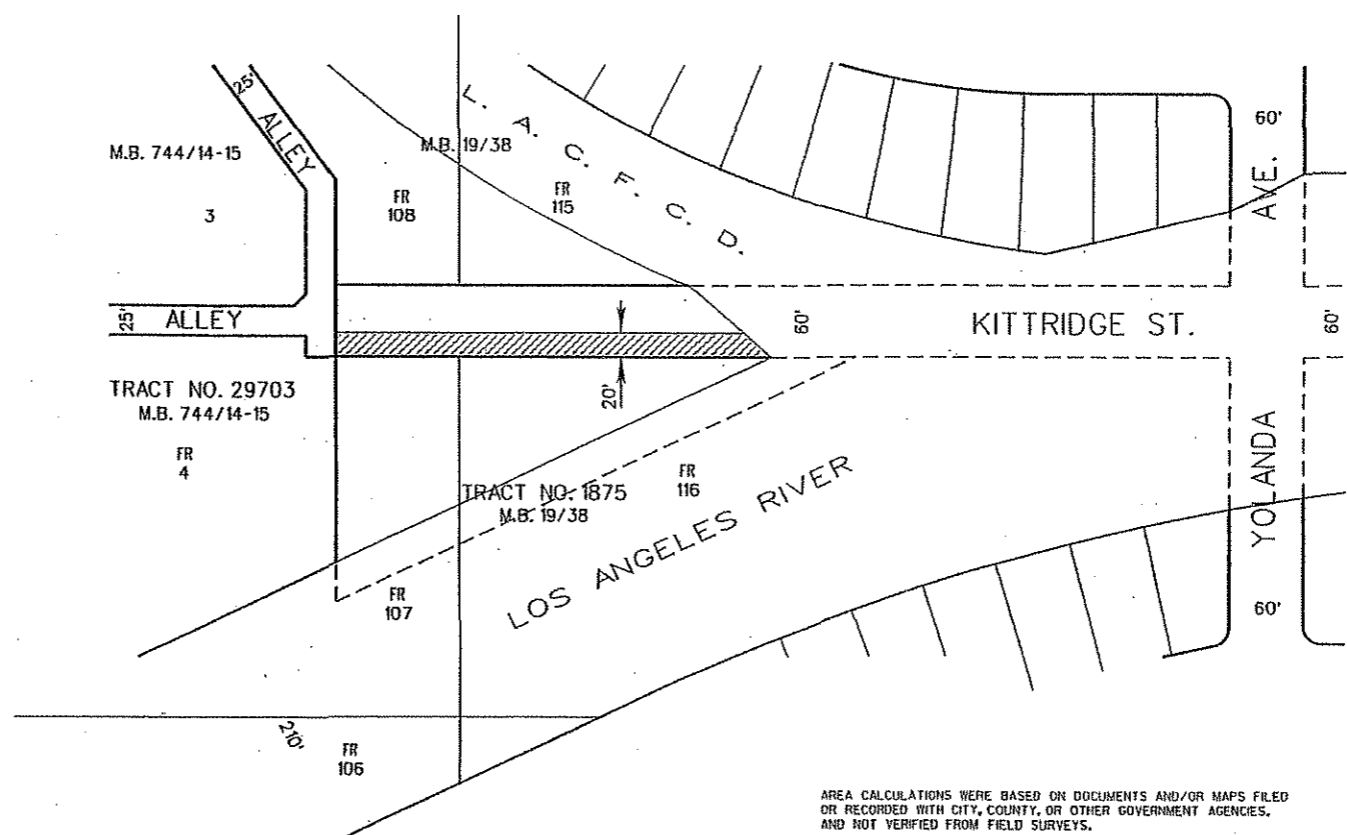 25'
ALLEY
M.B. 744/14-15
3
FR
108
M.B. 19/38
L. A. C. F. C. D.
FR
115
60'
AVE.
25'
ALLEY
60'
KITTRIDGE ST.
60'
20'
TRACT NO. 29703
M.B. 744/14-15
FR
4
FR
116
TRACT NO. 1875
M.B. 19/38
LOS ANGELES RIVER
YOLANDA
FR
107
60'
210'
FR
106
AREA CALCULATIONS WERE BASED ON DOCUMENTS AND/OR MAPS FILED
OR RECORDED WITH CITY, COUNTY, OR OTHER GOVERNMENT AGENCIES,
AND NOT VERIFIED FROM FIELD SURVEYS.